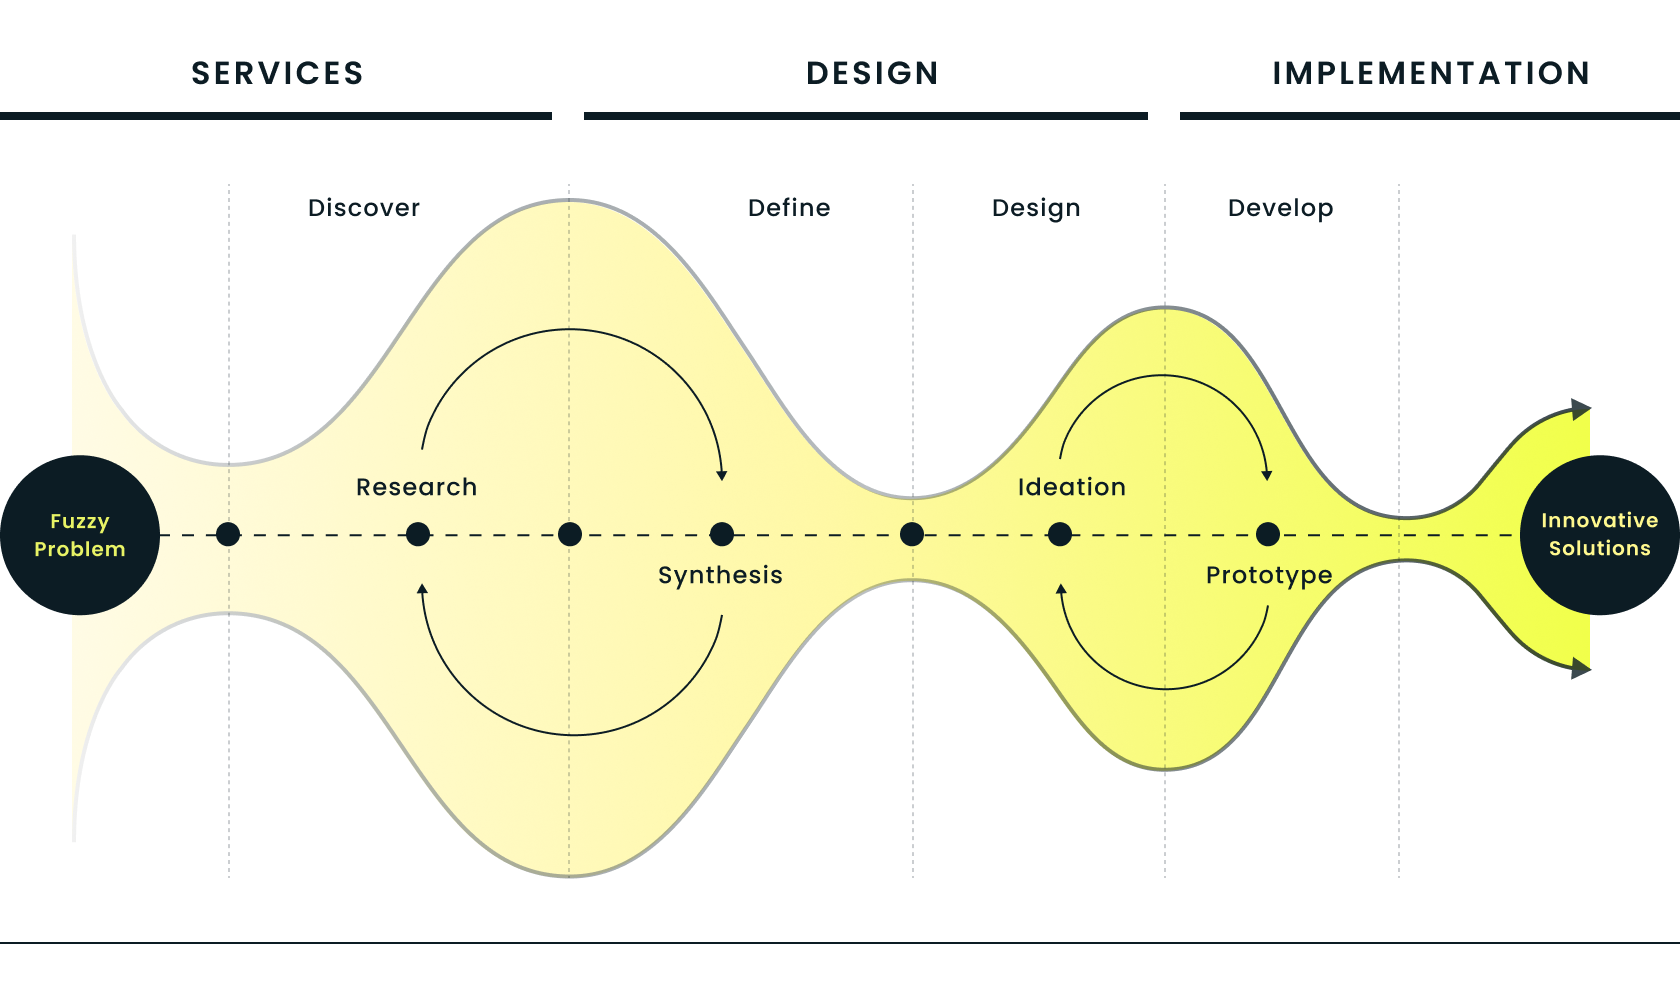 SERVICES
DESIGN
IMPLEMENTATION
Discover
Define
Design
Develop
Research
Ideation
Fuzzy
Problem
Innovative
Solutions
Synthesis
Prototype